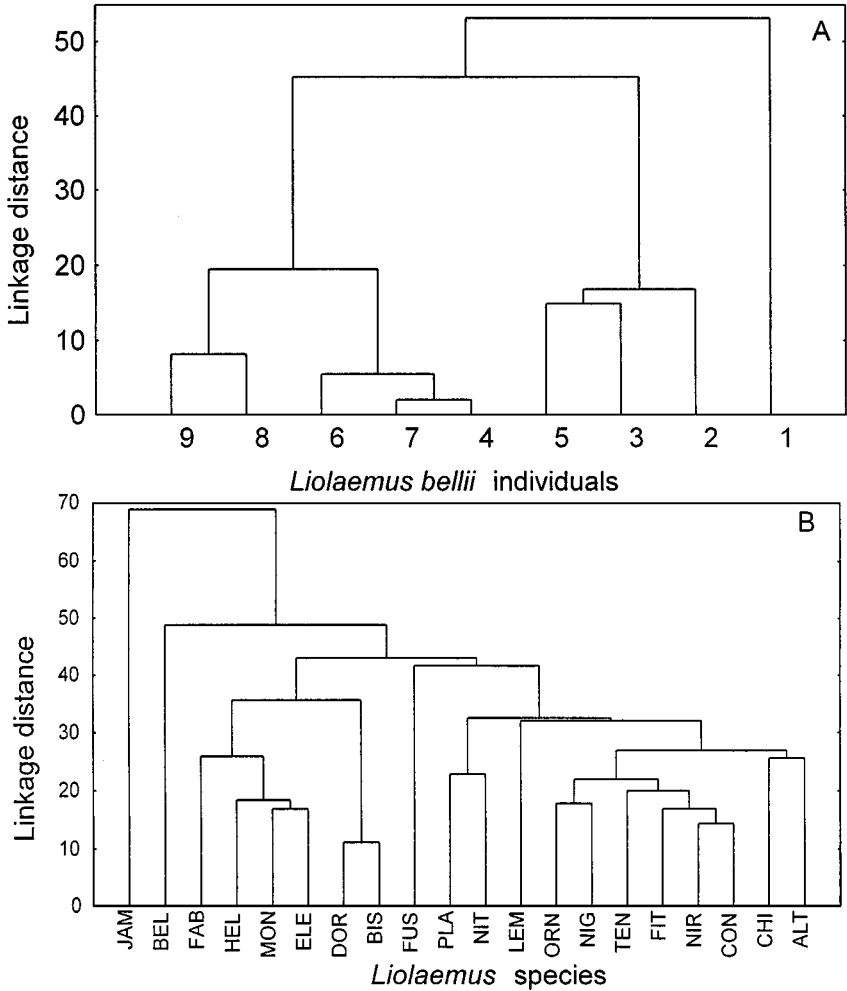 A
Linkage distance
50
40
30
20
10
0
9 8 6 7 4 5 3 2 1
Liolaemus bellii individuals
B
Linkage distance
70
60
50
40
30
20
10
0
JAM BEL FAB HEL MON ELE DOR BIS FUS PLA NIT LEM ORN NIG TEN FIT NIR CON CHI ALT
Liolaemus species